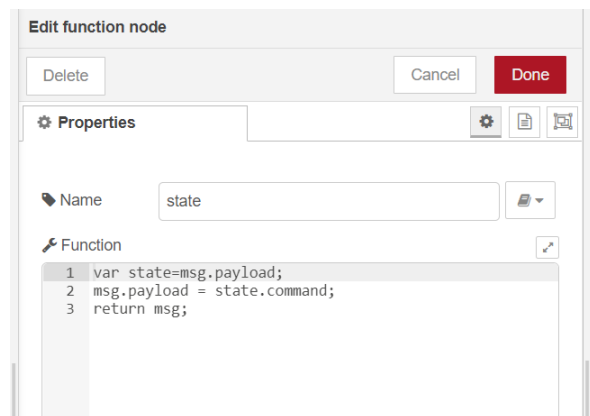 Edit function node
Delete
Cancel
Done
Properties
Name
state
Function
1 var state=msg.payload;
2 msg.payload = state.command;
3 return msg;